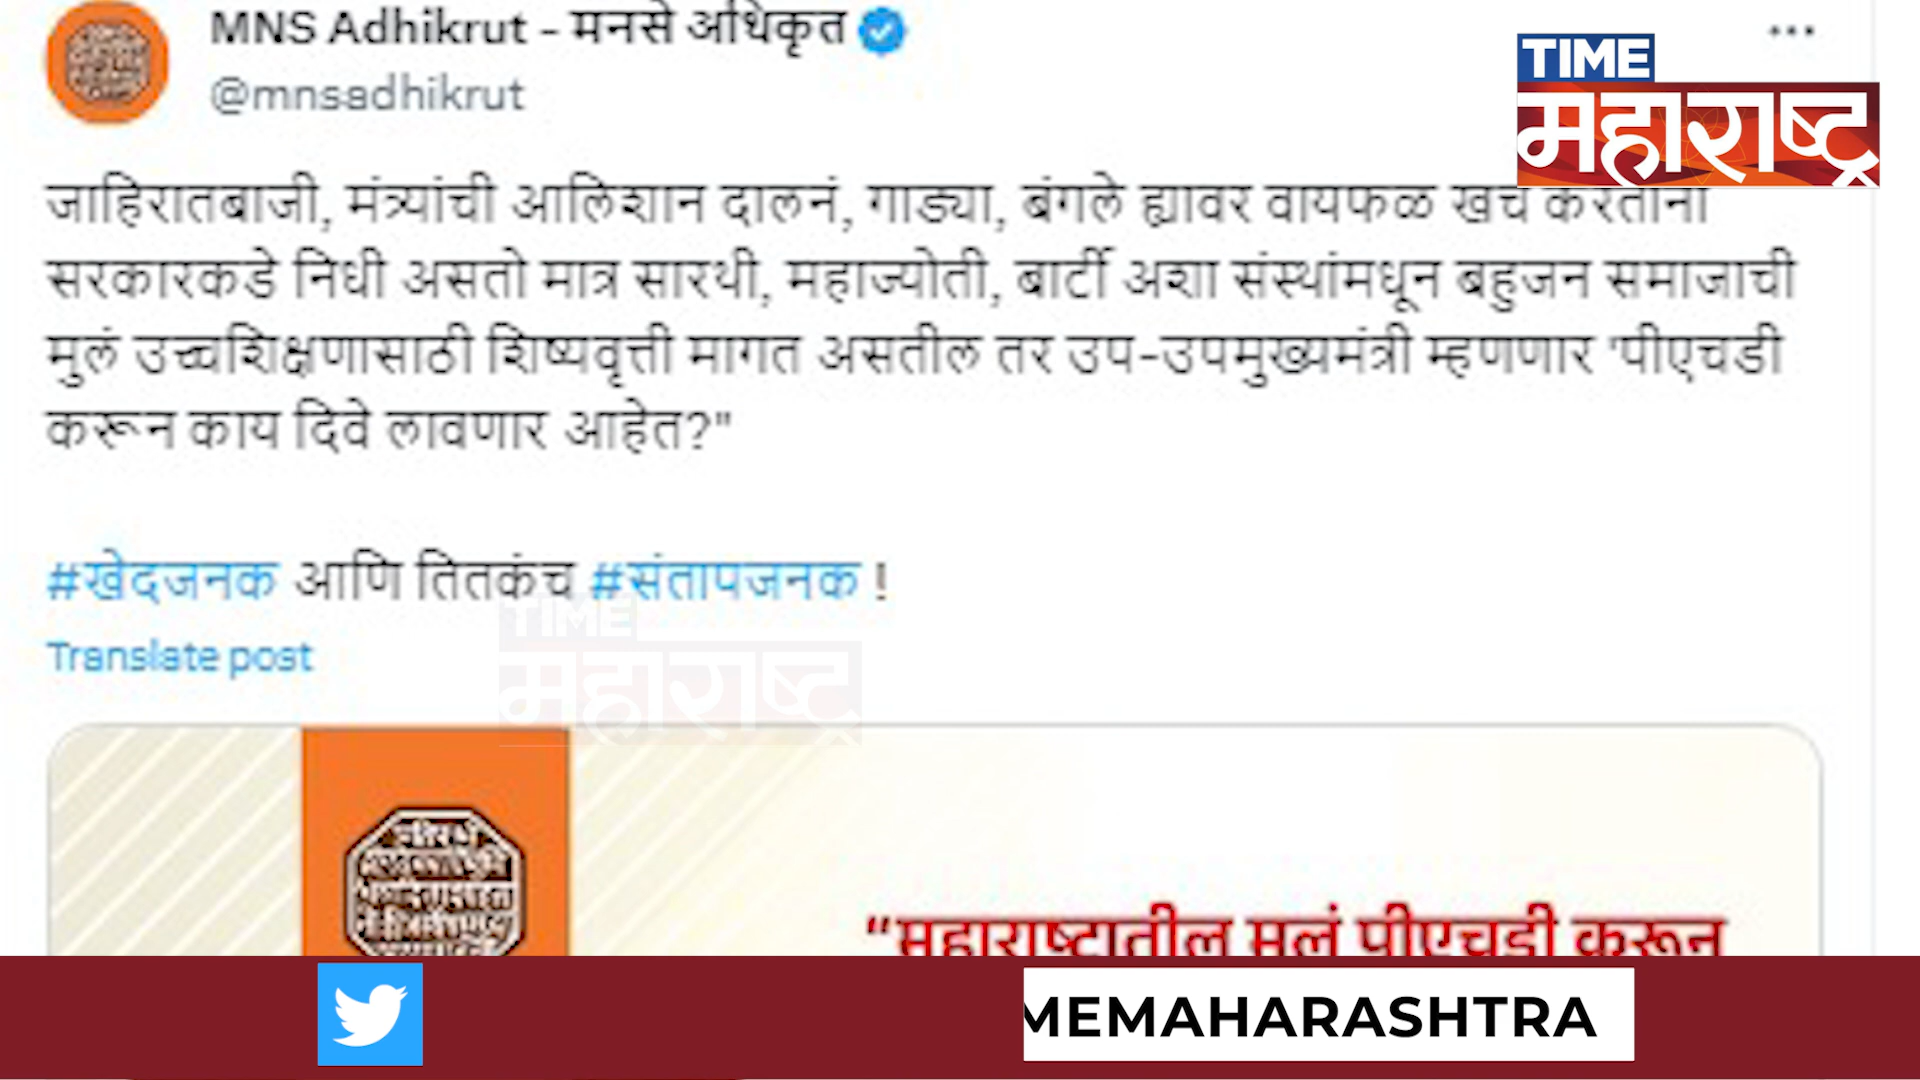 MNS Adhikrut - मनसे अधिकृत
@mnsadhikrut
TIME
महाराष्ट्र
जाहिरातबाजी, मंत्र्यांची आलिशान दालनं, गाड्या, बंगले ह्यावर वायफळ खर्च करताना
सरकारकडे निधी असतो मात्र सारथी, महाज्योती, बार्टी अशा संस्थांमधून बहुजन समाजाची
मुलं उच्चशिक्षणासाठी शिष्यवृत्ती मागत असतील तर उप-उपमुख्यमंत्री म्हणणार 'पीएचडी
करून काय दिवे लावणार आहेत?"
#खेदजनक आणि तितकंच #संतापजनक !
TIME
महाराष्ट्र
Translate post
“महाराष्ट्रातील मुलं पीएचडी करून
MEMAHARASHTRA